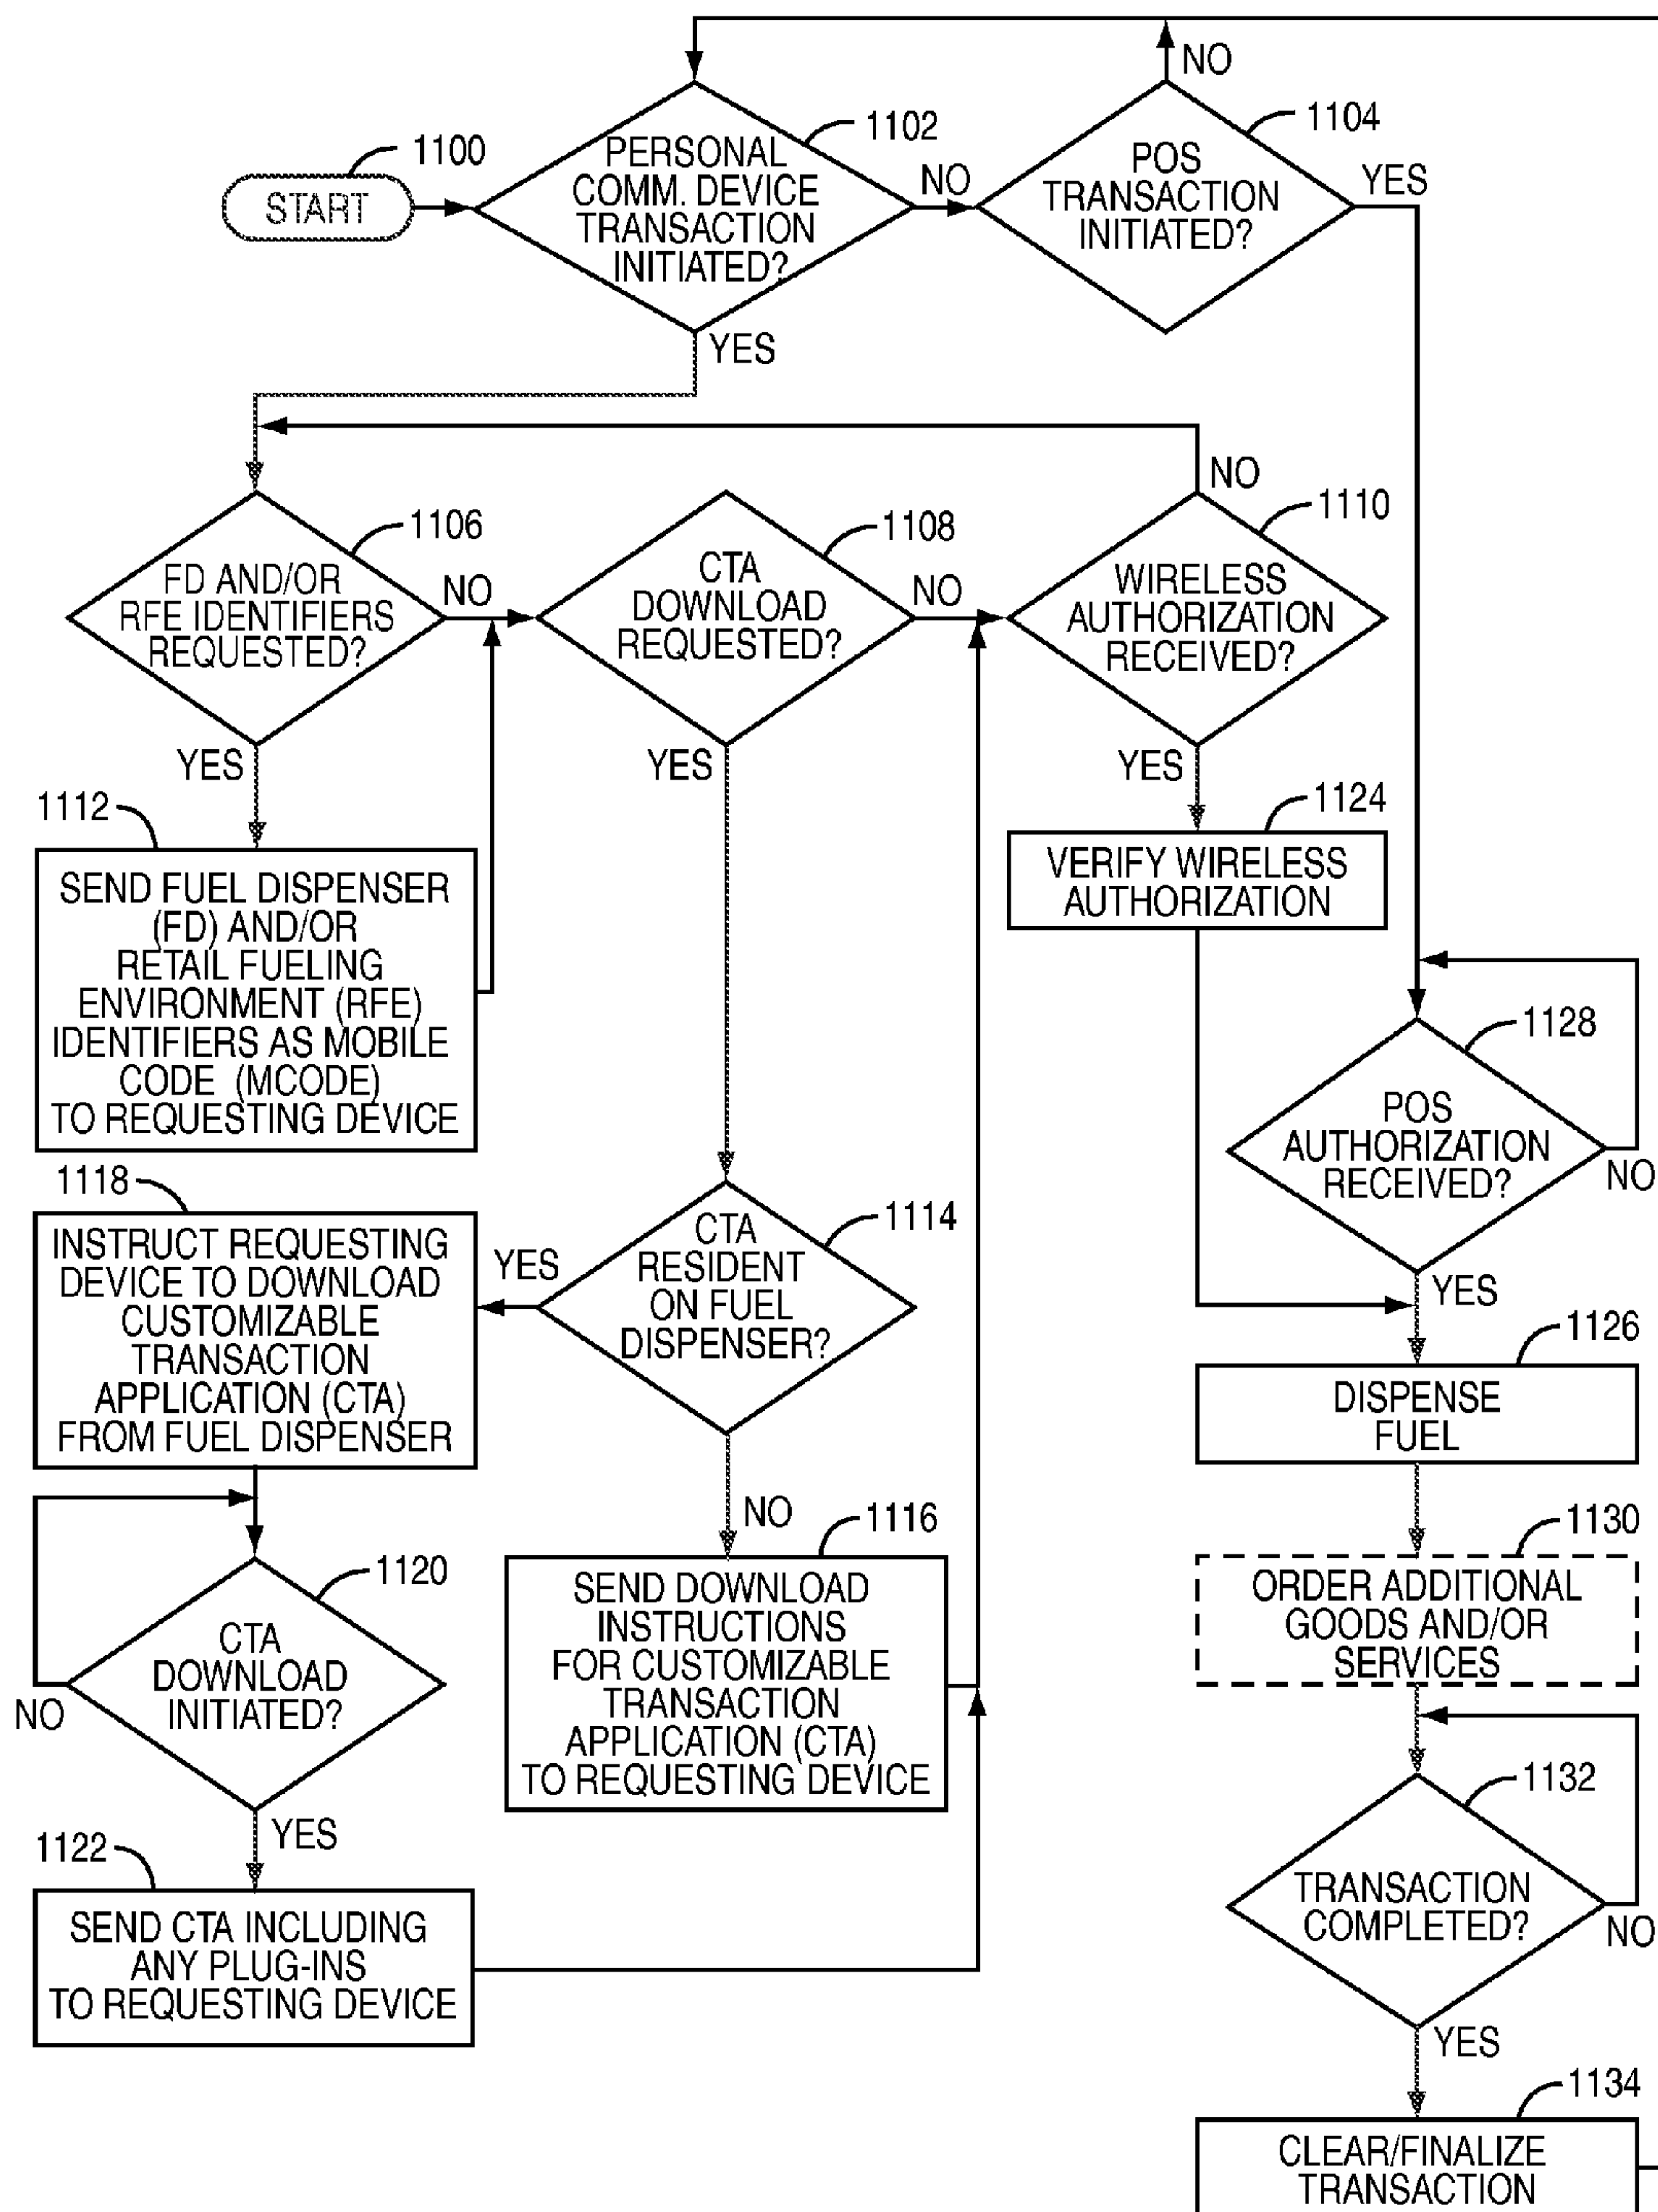 NO
1100
START
1102
PERSONAL
COMM. DEVICE
TRANSACTION
INITIATED?
NO
1104
POS
TRANSACTION
INITIATED?
YES
YES
NO
1106
FD AND/OR
RFE IDENTIFIERS
REQUESTED?
NO
1108
CTA
DOWNLOAD
REQUESTED?
NO
1110
WIRELESS
AUTHORIZATION
RECEIVED?
YES
YES
YES
1112
SEND FUEL DISPENSER
(FD) AND/OR
RETAIL FUELING
ENVIRONMENT (RFE)
IDENTIFIERS AS MOBILE
CODE (MCODE)
TO REQUESTING DEVICE
1124
VERIFY WIRELESS
AUTHORIZATION
1128
POS
AUTHORIZATION
RECEIVED?
NO
YES
1118
INSTRUCT REQUESTING
DEVICE TO DOWNLOAD
CUSTOMIZABLE
TRANSACTION
APPLICATION (CTA)
FROM FUEL DISPENSER
YES
1114
CTA
RESIDENT
ON FUEL
DISPENSER?
NO
1126
DISPENSE
FUEL
1120
CTA
DOWNLOAD
INITIATED?
NO
YES
1116
SEND DOWNLOAD
INSTRUCTIONS
FOR CUSTOMIZABLE
TRANSACTION
APPLICATION (CTA)
TO REQUESTING DEVICE
1130
ORDER ADDITIONAL
GOODS AND/OR
SERVICES
1132
TRANSACTION
COMPLETED?
NO
YES
1122
SEND CTA INCLUDING
ANY PLUG-INS
TO REQUESTING DEVICE
1134
CLEAR/FINALIZE
TRANSACTION